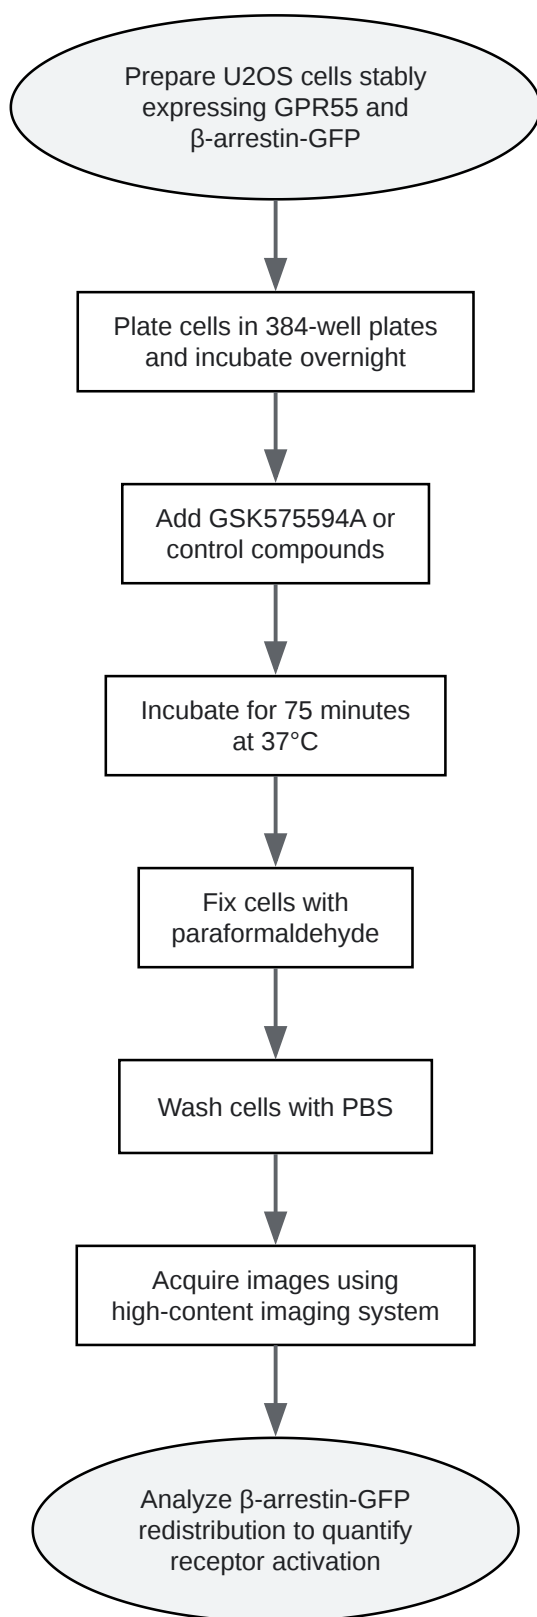 Prepare U2OS cells stably
expressing GPR55 and
β-arrestin-GFP
Plate cells in 384-well plates
and incubate overnight
Add GSK575594A or
control compounds
Incubate for 75 minutes
at 37°C
Fix cells with
paraformaldehyde
Wash cells with PBS
Acquire images using
high-content imaging system
Analyze β-arrestin-GFP
redistribution to quantify
receptor activation